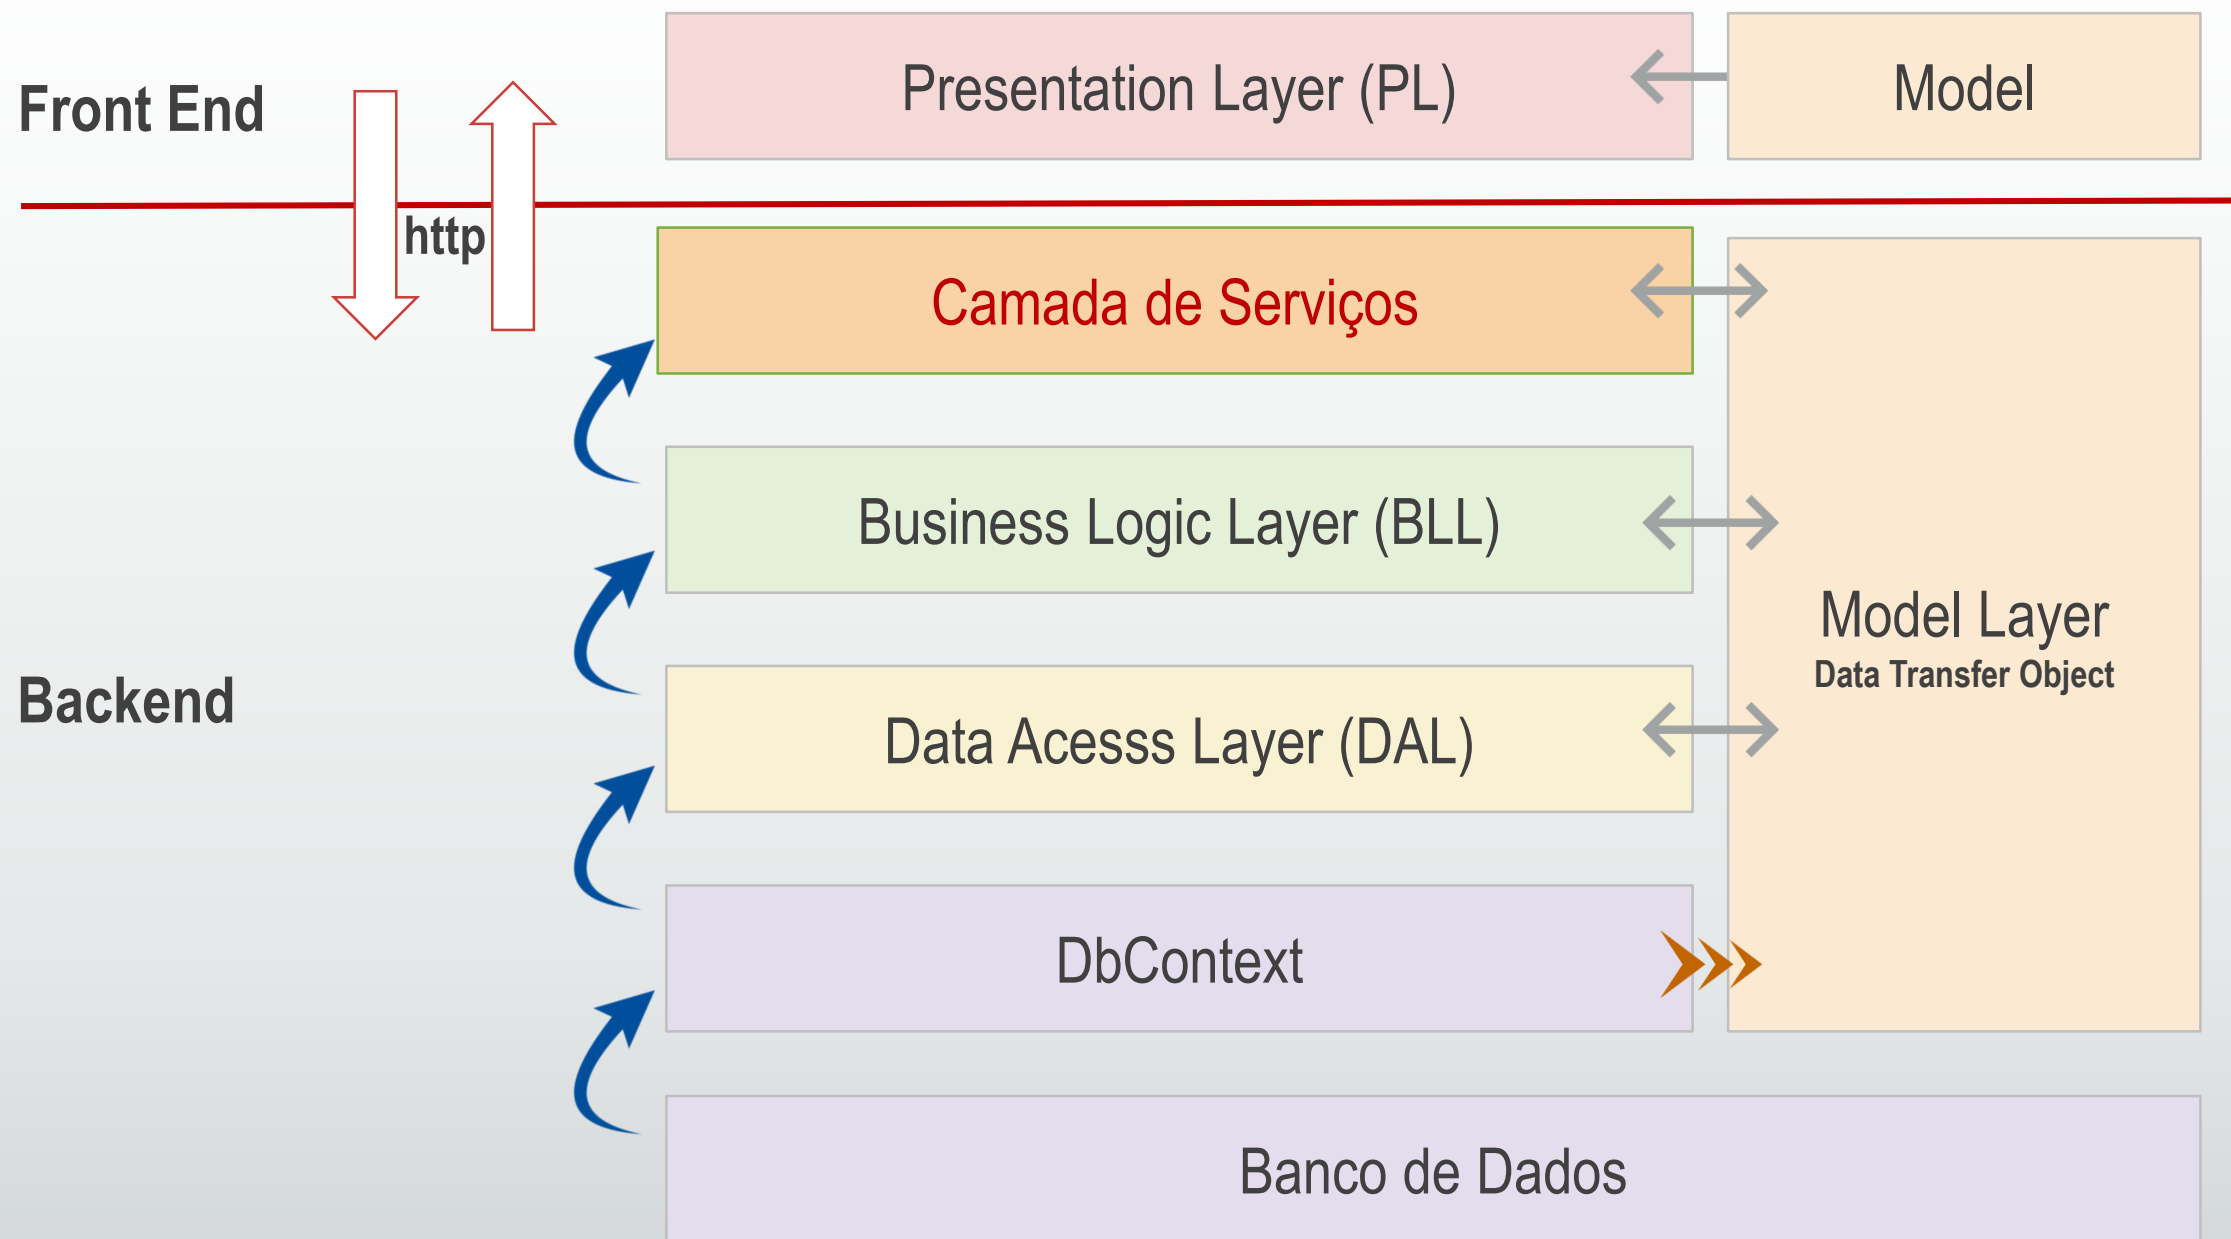 Presentation Layer (PL)
Model
Front End
http
Camada de Serviços
Business Logic Layer (BLL)
Model Layer
Data Transfer Object
Backend
Data Acesss Layer (DAL)
DbContext
Banco de Dados